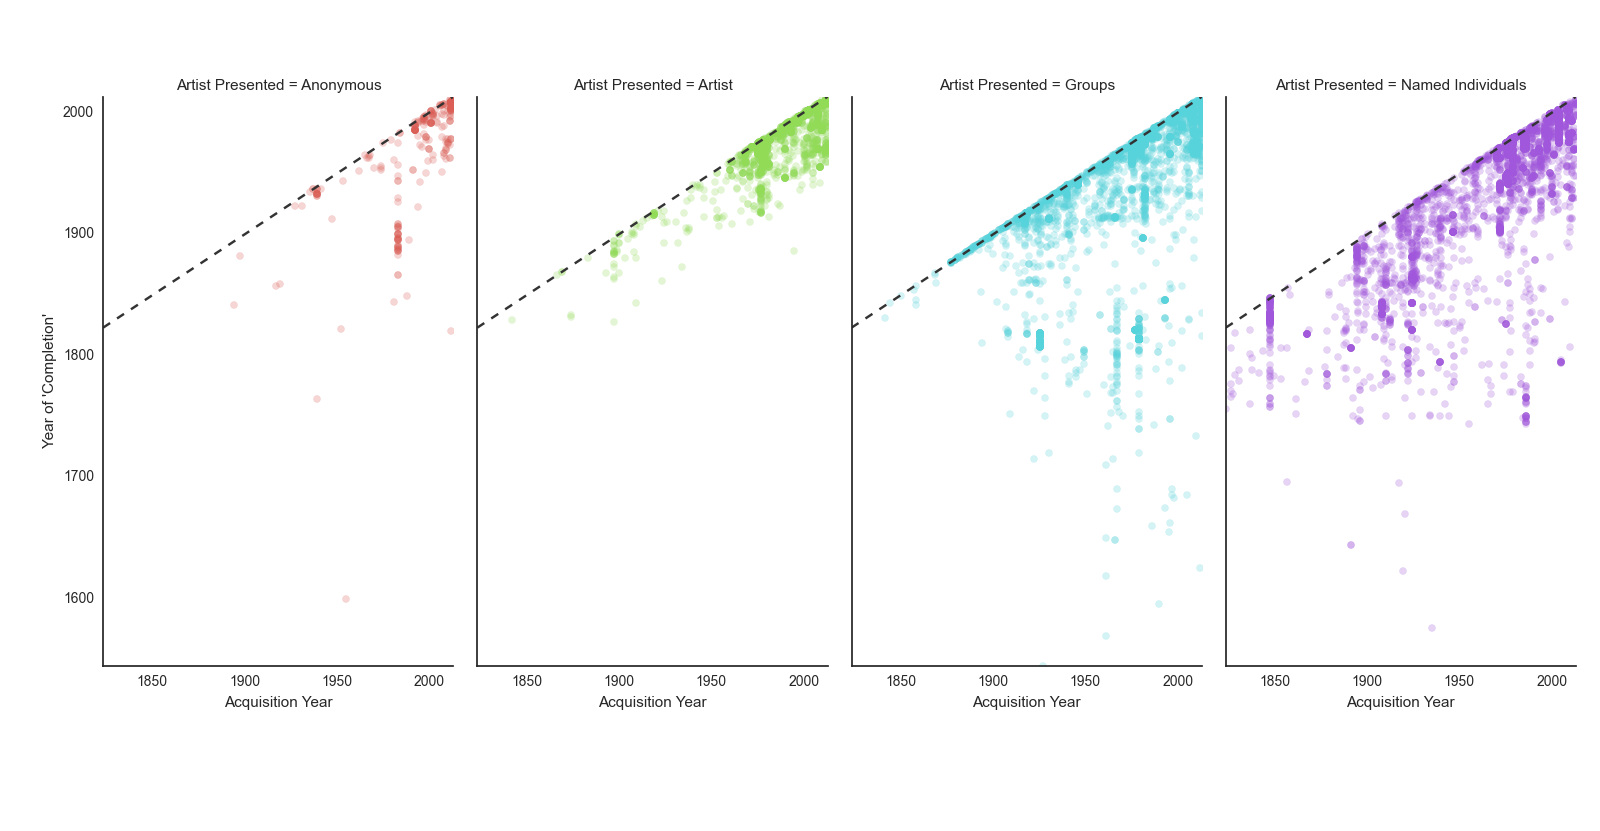 Artist Presented = Anonymous
Artist Presented = Artist
Artist Presented = Groups
Artist Presented = Named Individuals
Year of 'Completion'
2000
1900
1800
1700
1600
1850 1900 1950 2000
1850 1900 1950 2000
1850 1900 1950 2000
1850 1900 1950 2000
Acquisition Year
Acquisition Year
Acquisition Year
Acquisition Year